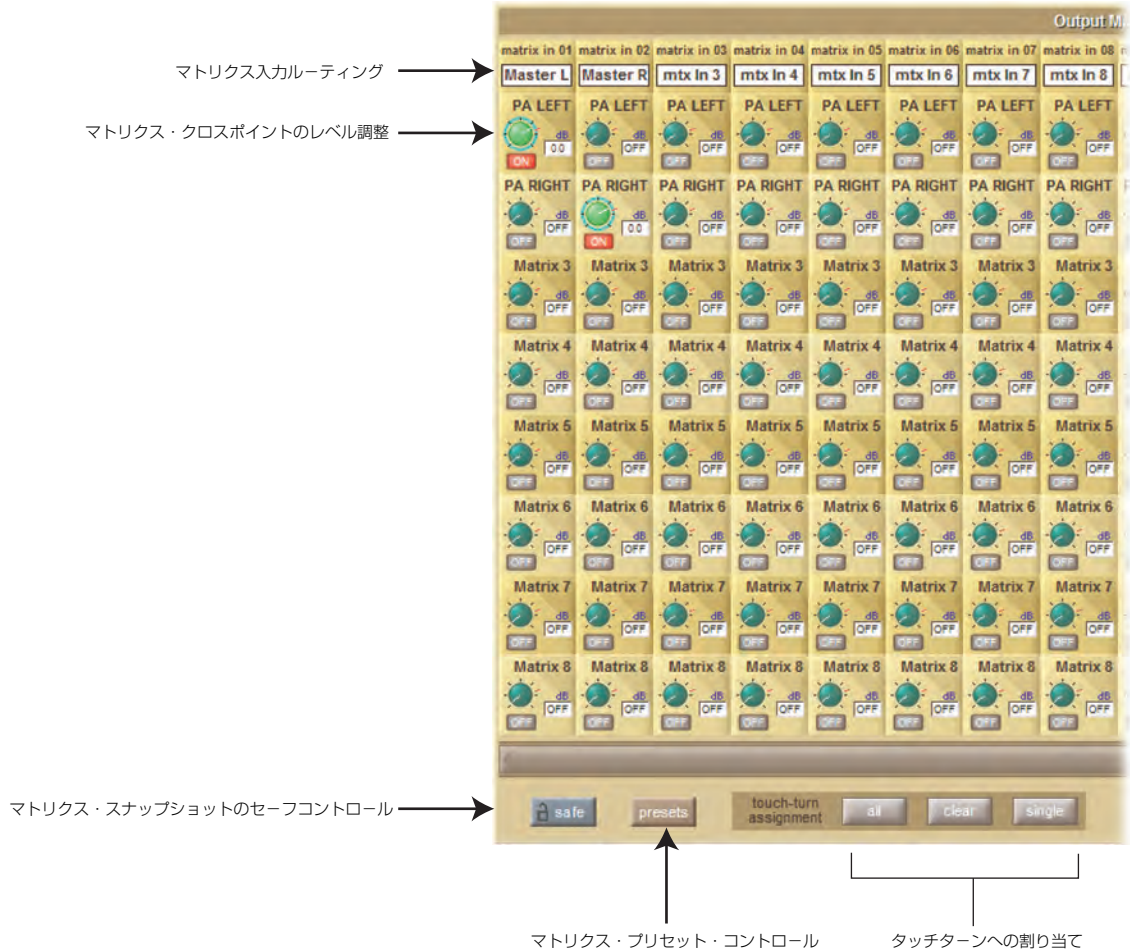 Output M
matrix in 01 matrix in 02 matrix in 03 matrix in 04 matrix in 05 matrix in 06 matrix in 07 matrix in 08
マトリクス入力ルーティング
Master L Master R mtx In 3 mtx In 4 mtx In 5 mtx In 6 mtx In 7 mtx In 8
PA LEFT PA LEFT PA LEFT PA LEFT PA LEFT PA LEFT PA LEFT PA LEFT
マトリクス・クロスポイントのレベル調整
dB dB dB dB dB dB dB dB
0.0 OFF OFF OFF OFF OFF OFF OFF
ON OFF OFF OFF OFF OFF OFF OFF
PA RIGHT PA RIGHT PA RIGHT PA RIGHT PA RIGHT PA RIGHT PA RIGHT PA RIGHT
dB dB dB dB dB dB dB dB
OFF 0.0 OFF OFF OFF OFF OFF OFF
OFF ON OFF OFF OFF OFF OFF OFF
Matrix 3 Matrix 3 Matrix 3 Matrix 3 Matrix 3 Matrix 3 Matrix 3 Matrix 3
dB dB dB dB dB dB dB dB
OFF OFF OFF OFF OFF OFF OFF OFF
OFF OFF OFF OFF OFF OFF OFF OFF
Matrix 4 Matrix 4 Matrix 4 Matrix 4 Matrix 4 Matrix 4 Matrix 4 Matrix 4
dB dB dB dB dB dB dB dB
OFF OFF OFF OFF OFF OFF OFF OFF
OFF OFF OFF OFF OFF OFF OFF OFF
Matrix 5 Matrix 5 Matrix 5 Matrix 5 Matrix 5 Matrix 5 Matrix 5 Matrix 5
dB dB dB dB dB dB dB dB
OFF OFF OFF OFF OFF OFF OFF OFF
OFF OFF OFF OFF OFF OFF OFF OFF
Matrix 6 Matrix 6 Matrix 6 Matrix 6 Matrix 6 Matrix 6 Matrix 6 Matrix 6
dB dB dB dB dB dB dB dB
OFF OFF OFF OFF OFF OFF OFF OFF
OFF OFF OFF OFF OFF OFF OFF OFF
Matrix 7 Matrix 7 Matrix 7 Matrix 7 Matrix 7 Matrix 7 Matrix 7 Matrix 7
dB dB dB dB dB dB dB dB
OFF OFF OFF OFF OFF OFF OFF OFF
OFF OFF OFF OFF OFF OFF OFF OFF
Matrix 8 Matrix 8 Matrix 8 Matrix 8 Matrix 8 Matrix 8 Matrix 8 Matrix 8
dB dB dB dB dB dB dB dB
OFF OFF OFF OFF OFF OFF OFF OFF
OFF OFF OFF OFF OFF OFF OFF OFF
マトリクス・スナップショットのセーフコントロール
safe presets touch-turn all clear single
assignment
マトリクス・プリセット・コントロール タッチターンへの割り当て